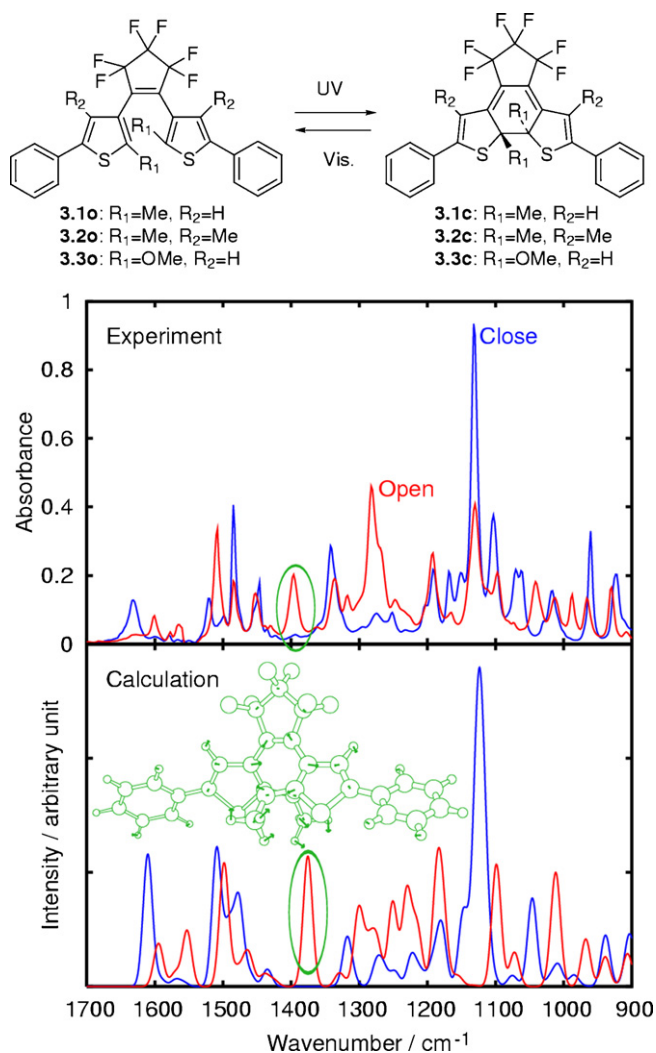 F F F F F F
R2 R2
R1 R1
S S
UV
Vis.
F F F F F F
R2 R1 R2
S R1 S
3.1o: R1=Me, R2=H
3.2o: R1=Me, R2=Me
3.3o: R1=OMe, R2=H
3.1c: R1=Me, R2=H
3.2c: R1=Me, R2=Me
3.3c: R1=OMe, R2=H
1
0.8
0.6
0.4
0.2
0
Absorbance
Experiment
Close
Open
Calculation
Intensity / arbitrary unit
1700 1600 1500 1400 1300 1200 1100 1000 900
Wavenumber / cm-1